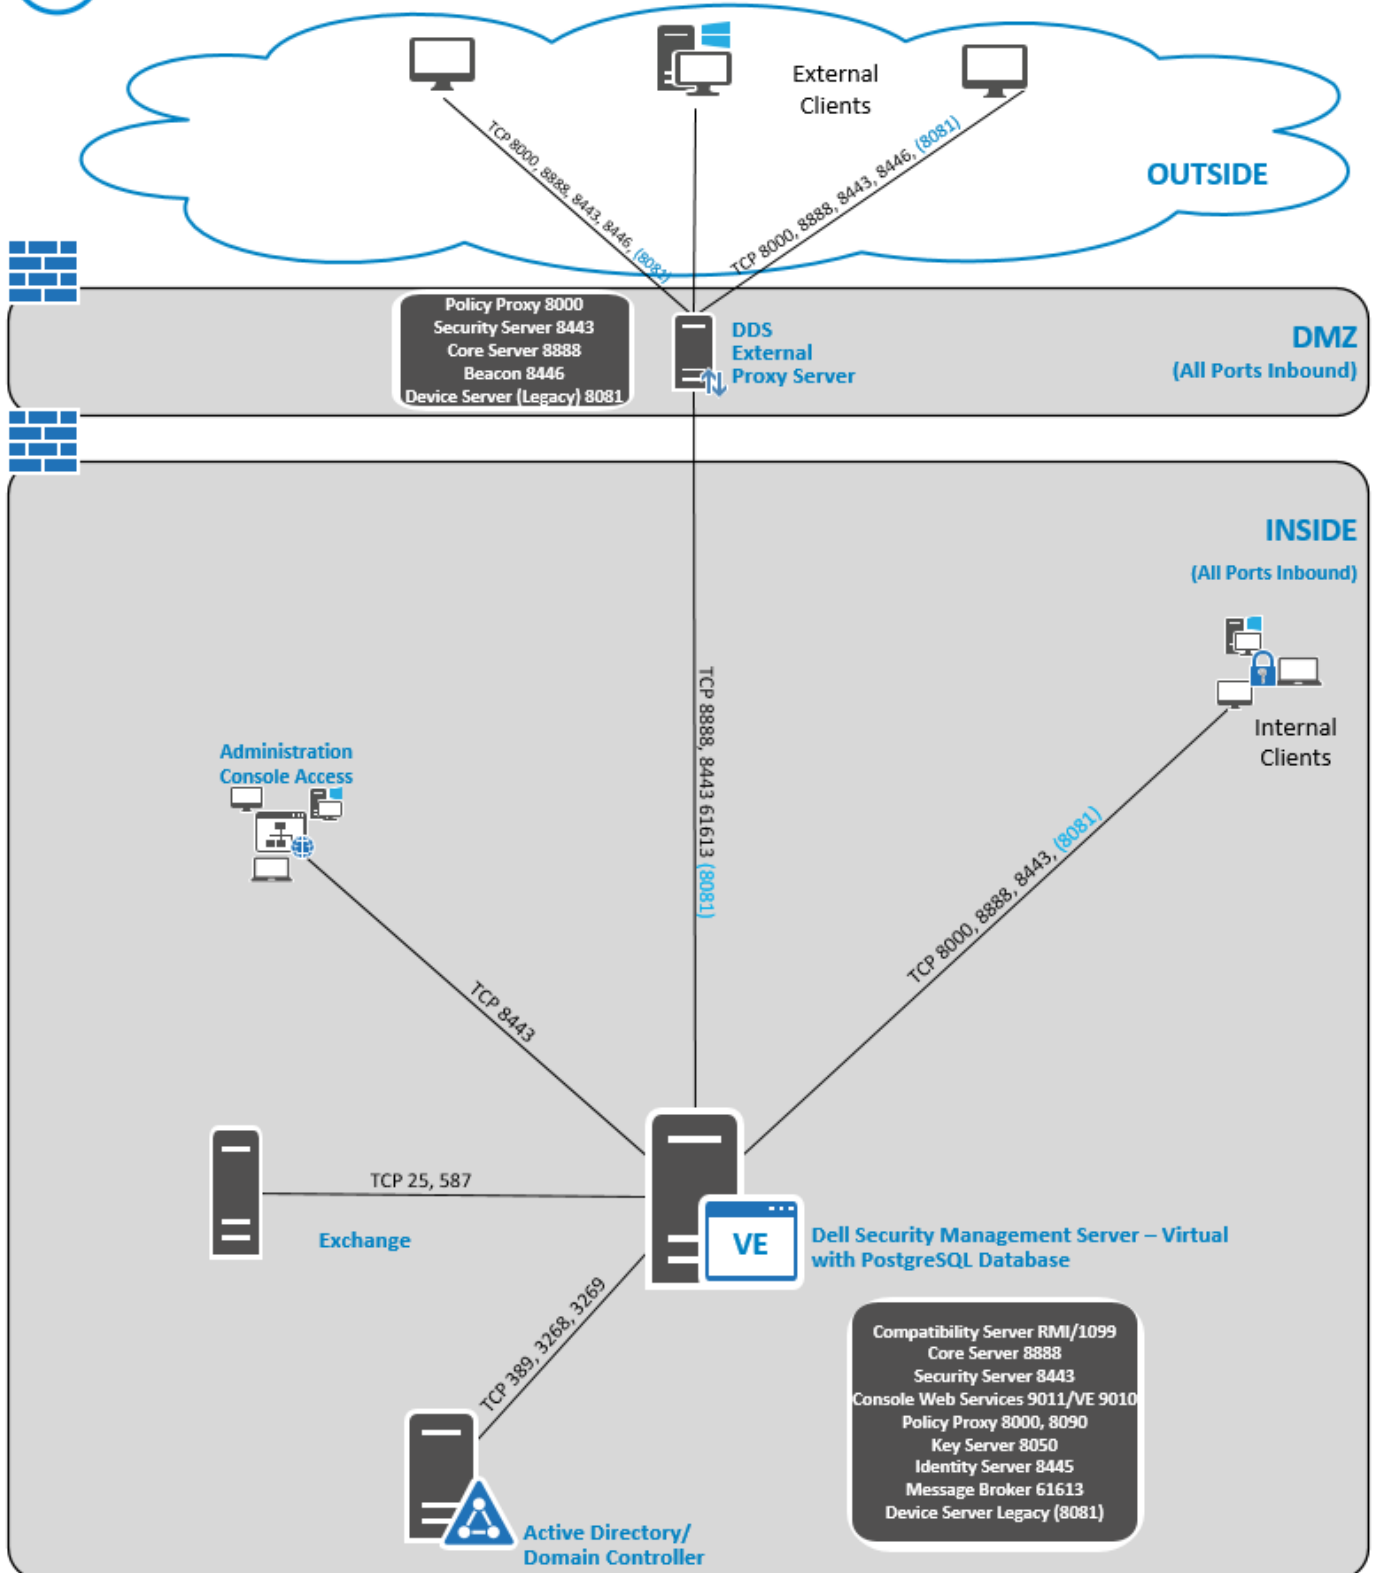 External
Clients
TCP 8000, 8888, 8443, 8446, (8081)
TCP 8000, 8888, 8443, 8446, (8081)
OUTSIDE
Policy Proxy 8000
Security Server 8443
Core Server 8888
Beacon 8446
Device Server (Legacy) 8081
DDS
External
Proxy Server
DMZ
(All Ports Inbound)
INSIDE
(All Ports Inbound)
TCP 8888, 8443 61613 (8081)
Internal
Clients
Administration
Console Access
TCP 8000, 8888, 8443, (8081)
TCP 8443
TCP 25, 587
Exchange
VE
Dell Security Management Server – Virtual
with PostgreSQL Database
TCP 389, 3268, 3269
Compatibility Server RMI/1099
Core Server 8888
Security Server 8443
Console Web Services 9011/VE 9010
Policy Proxy 8000, 8090
Key Server 8050
Identity Server 8445
Message Broker 61613
Device Server Legacy (8081)
Active Directory/
Domain Controller